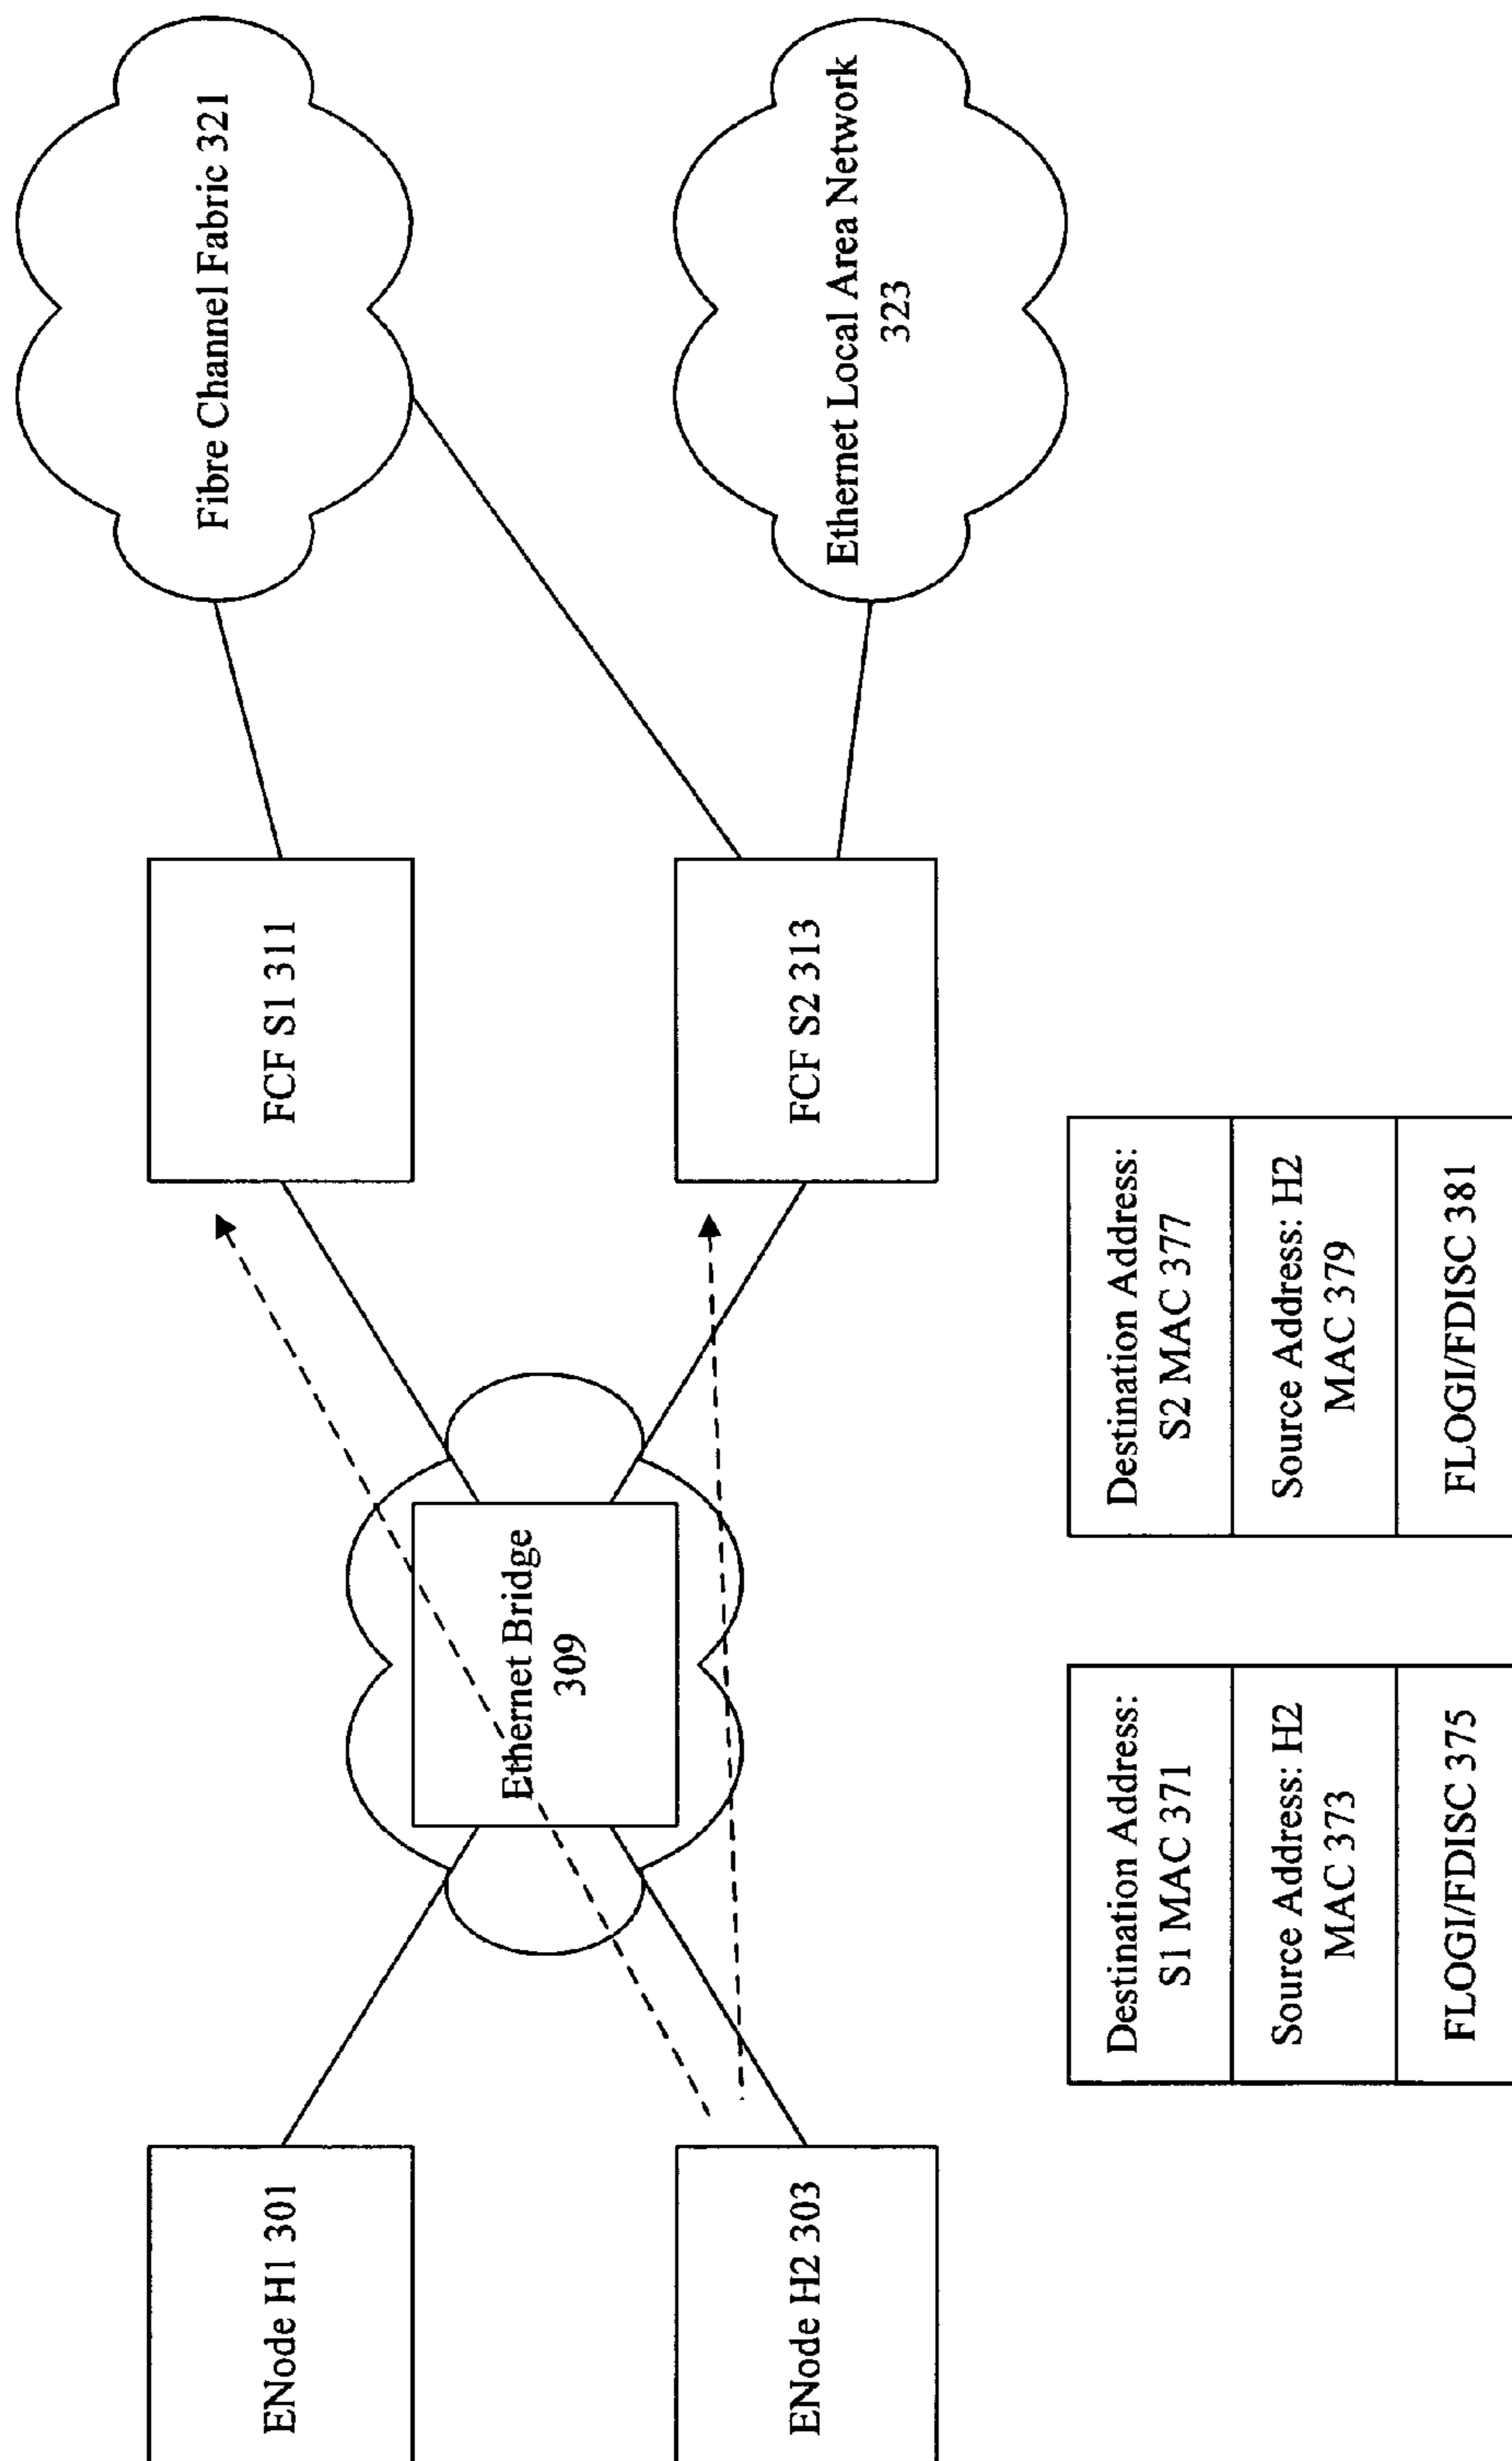 ENode H1 301
ENode H2 303
Ethernet Bridge
309
FCF S1 311
FCF S2 313
Fibre Channel Fabric 321
Ethernet Local Area Network
323
Destination Address:
S1 MAC 371
Source Address: H2
MAC 373
FLOGI/FDISC 375
Destination Address:
S2 MAC 377
Source Address: H2
MAC 379
FLOGI/FDISC 381